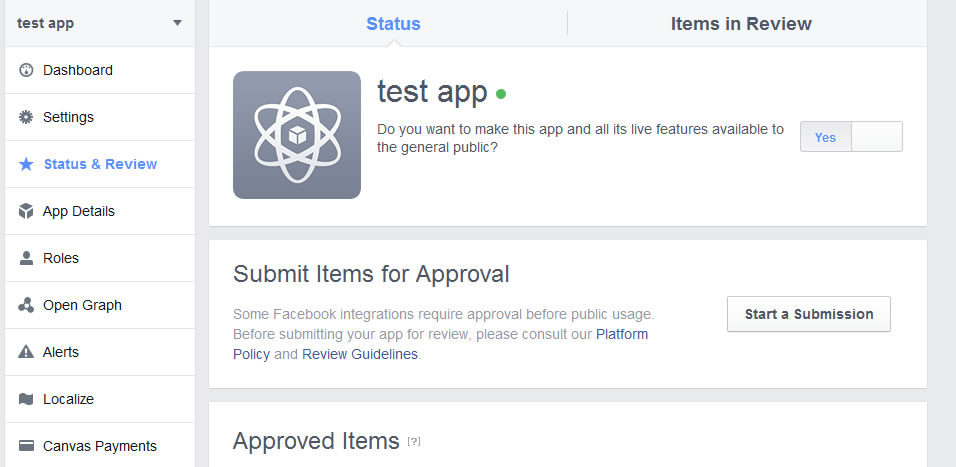 test app
Dashboard
Settings
Status & Review
App Details
Roles
Open Graph
Alerts
Localize
Canvas Payments
Status
Items in Review
test app
Do you want to make this app and all its live features available to
the general public?
Yes
Submit Items for Approval
Some Facebook integrations require approval before public usage.
Before submitting your app for review, please consult our Platform
Policy and Review Guidelines.
Start a Submission
Approved Items [?]